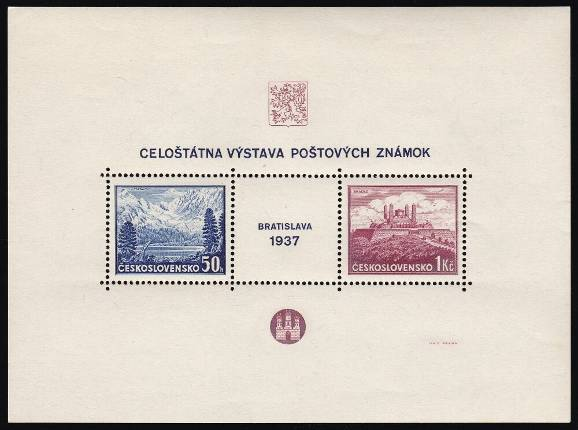 CELOŠTÁTNA VÝSTAVA POŠTOVÝCH ZNÁMOK
ČESKOSLOVENSKO 50h
BRATISLAVA
1937
ČESKOSLOVENSKO 1Kč